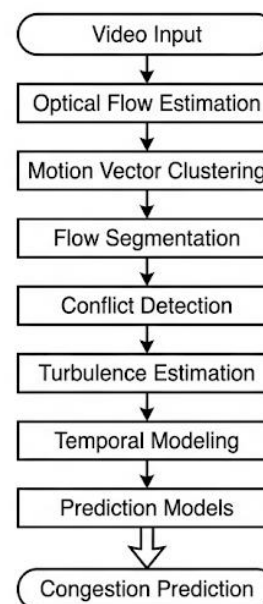 Video Input
Optical Flow Estimation
Motion Vector Clustering
Flow Segmentation
Conflict Detection
Turbulence Estimation
Temporal Modeling
Prediction Models
Congestion Prediction